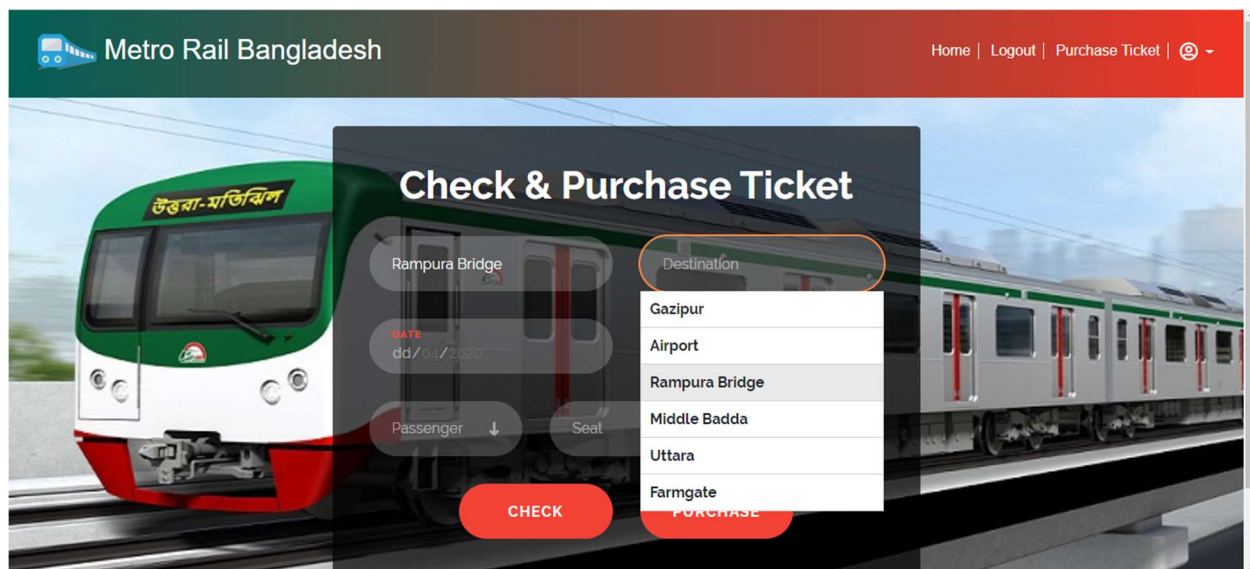 Metro Rail Bangladesh
Home | Logout | Purchase Ticket |
Check & Purchase Ticket
উত্তরা-মতিঝিল
Rampura Bridge
Destination
Gazipur
DATE
dd/04/2020
Airport
Rampura Bridge
Middle Badda
Passenger ↓
Seat
Uttara
Farmgate
CHECK
PURCHASE